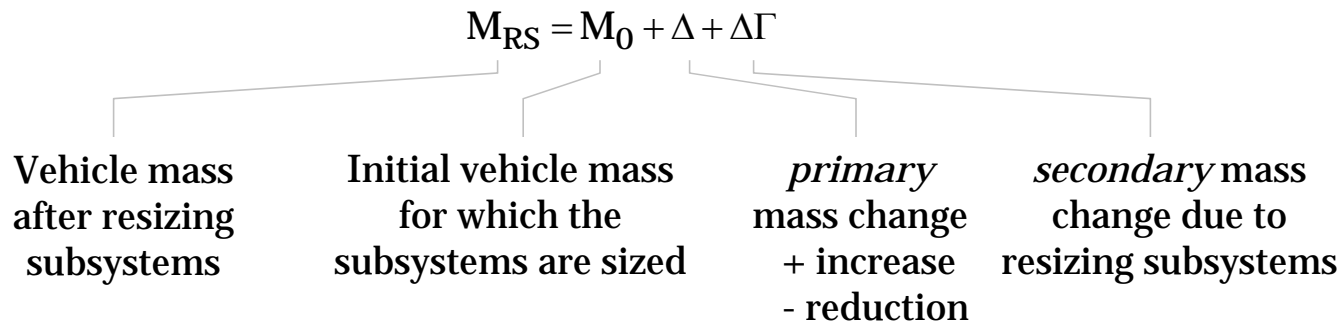 M_RS = M_0 + Δ + ΔΓ
Vehicle mass
after resizing
subsystems
Initial vehicle mass
for which the
subsystems are sized
primary
mass change
+ increase
- reduction
secondary mass
change due to
resizing subsystems